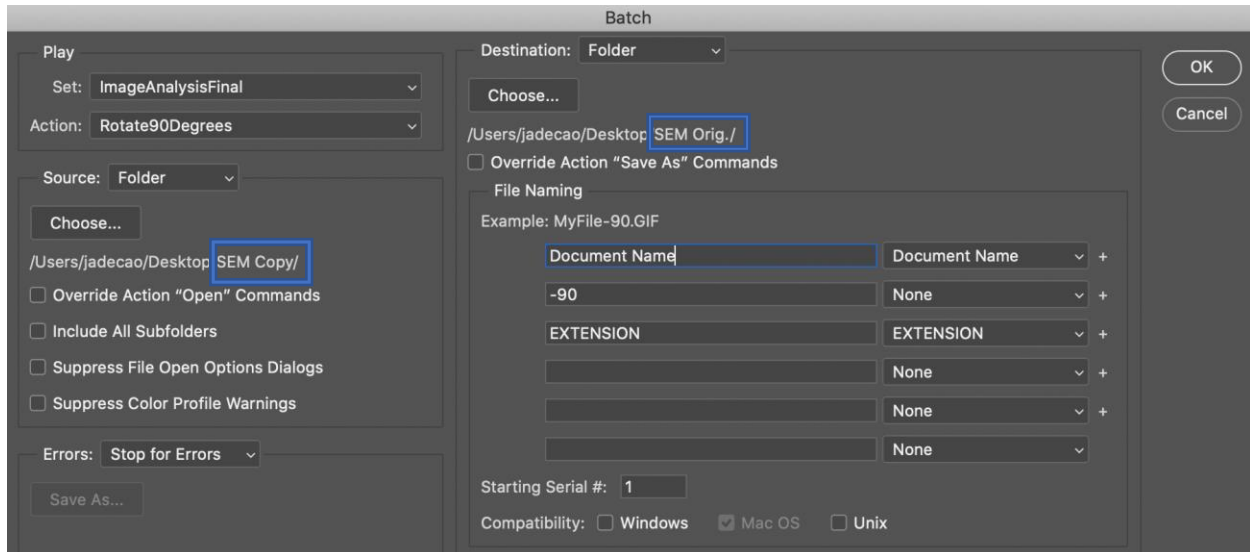 Batch
Play
Set: ImageAnalysisFinal
Action: Rotate90Degrees
Source: Folder
Choose...
/Users/jadecao/Desktop SEM Copy/
Override Action “Open” Commands
Include All Subfolders
Suppress File Open Options Dialogs
Suppress Color Profile Warnings
Errors: Stop for Errors
Save As...
Destination: Folder
Choose...
/Users/jadecao/Desktop SEM Orig./
Override Action “Save As” Commands
File Naming
Example: MyFile-90.GIF
Document Name Document Name +
-90 None +
EXTENSION EXTENSION +
None +
None +
None
Starting Serial #: 1
Compatibility: Windows Mac OS Unix
OK
Cancel